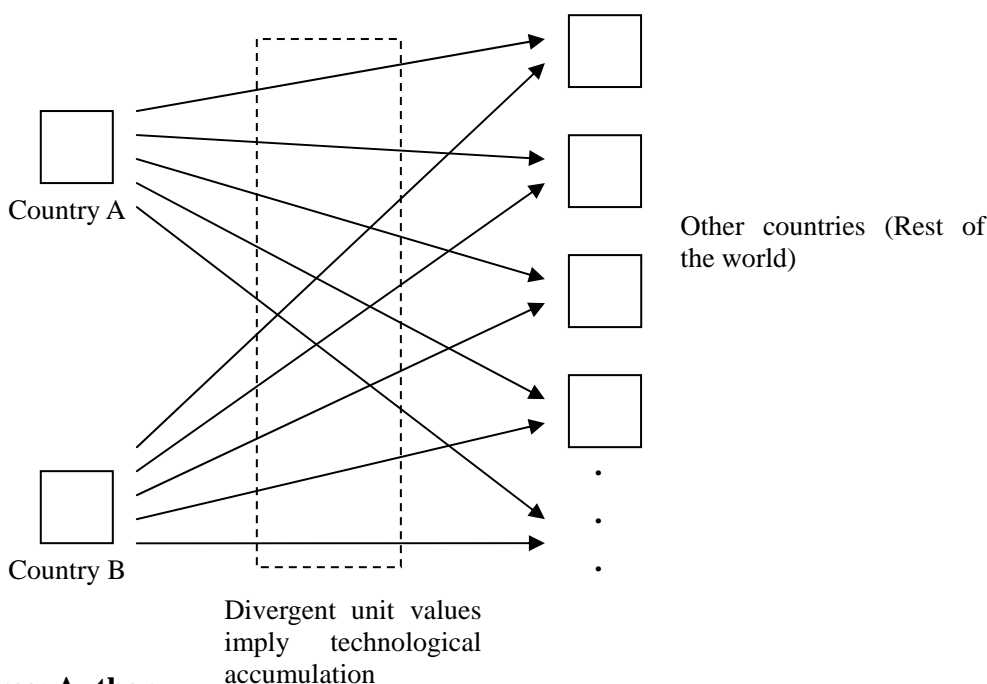 Country A
Other countries (Rest of
the world)
.
.
.
Country B
Divergent unit values
imply technological
accumulation